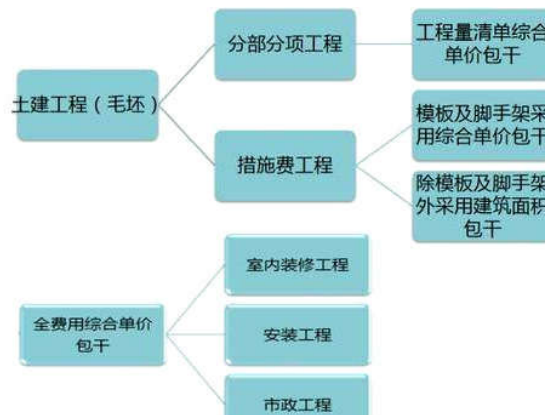 分部分项工程
工程量清单综合
单价包干
土建工程（毛坯）
措施费工程
模板及脚手架采
用综合单价包干
除模板及脚手架
外采用建筑面积
包干
全费用综合单价
包干
室内装修工程
安装工程
市政工程